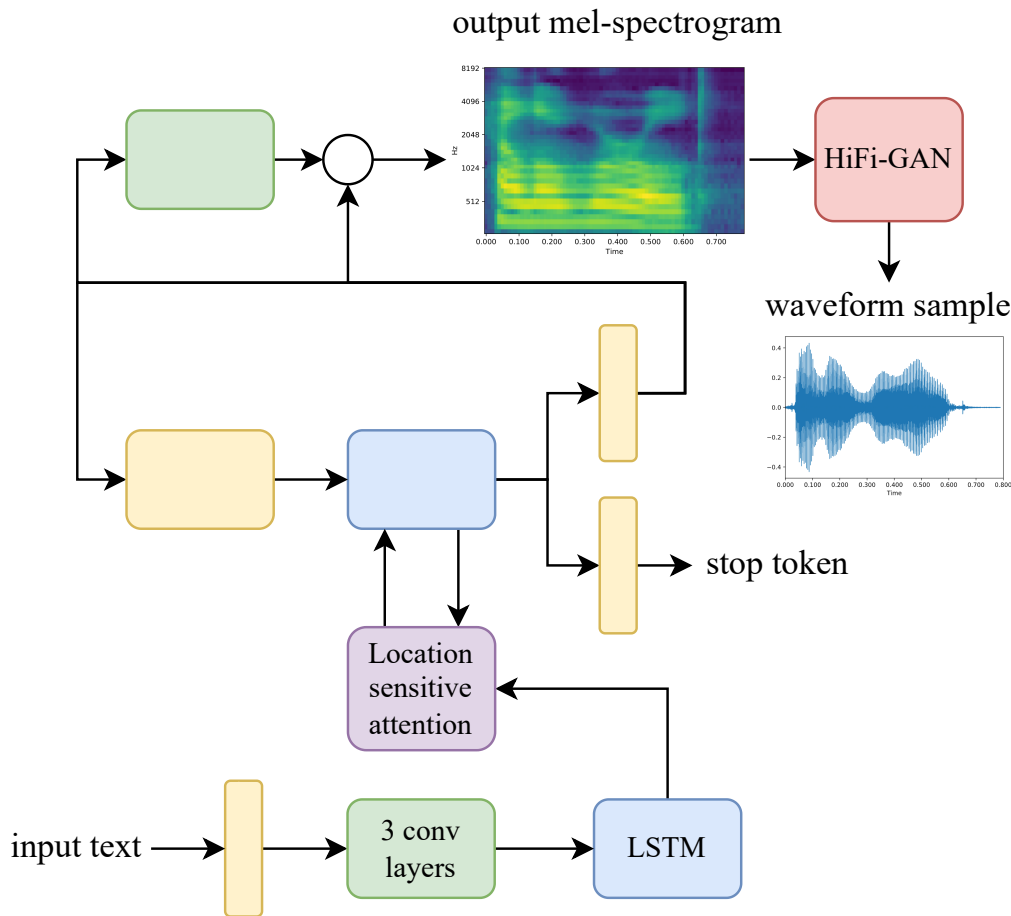 output mel-spectrogram
8192
4096
2048
1024
512
Hz
0.000 0.100 0.200 0.300 0.400 0.500 0.600 0.700
Time
HiFi-GAN
waveform sample
0.4
0.2
0.0
−0.2
−0.4
0.000 0.100 0.200 0.300 0.400 0.500 0.600 0.700 0.800
Time
stop token
Location
sensitive
attention
input text
3 conv
layers
LSTM